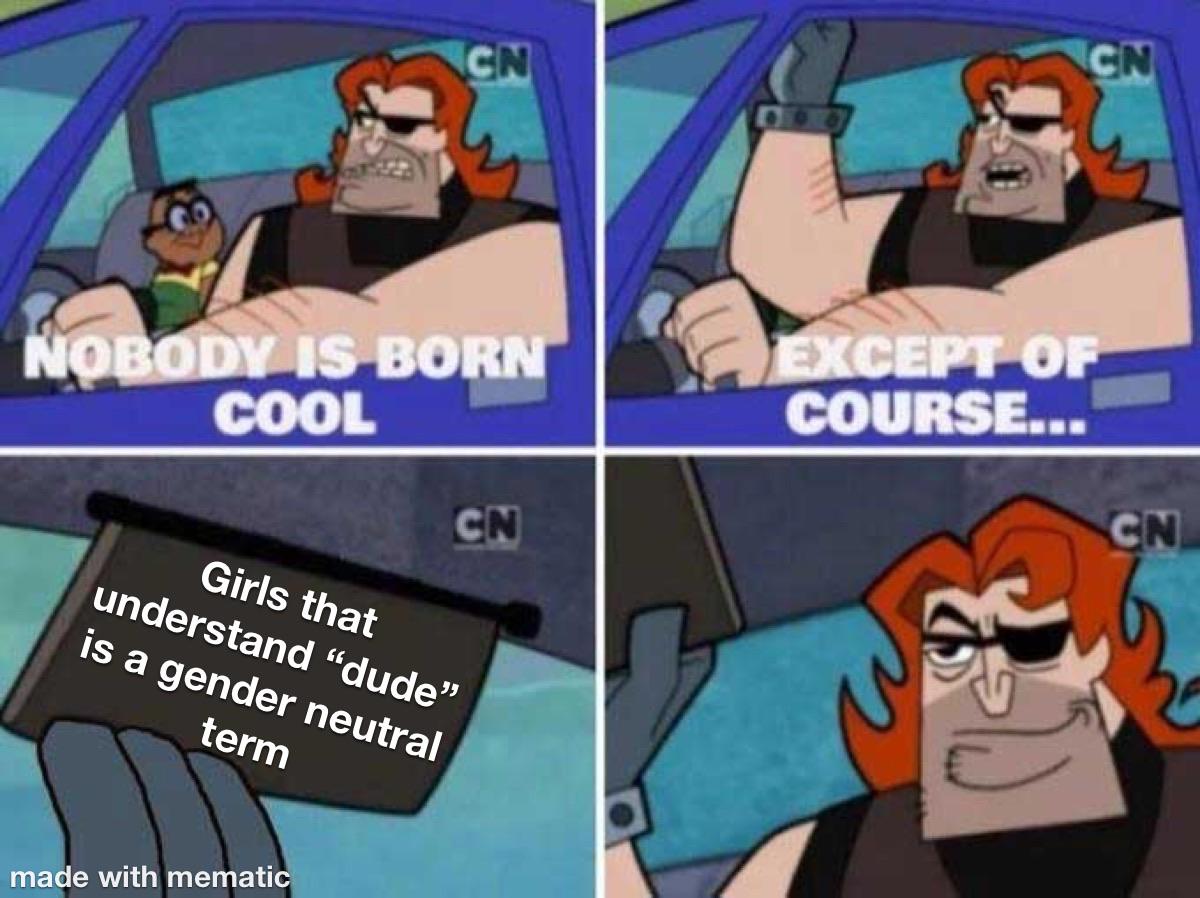 CN
NOBODY IS BORN
COOL
CN
EXCEPT OF
COURSE...
CN
Girls that
understand “dude”
is a gender neutral
term
CN
made with mematic